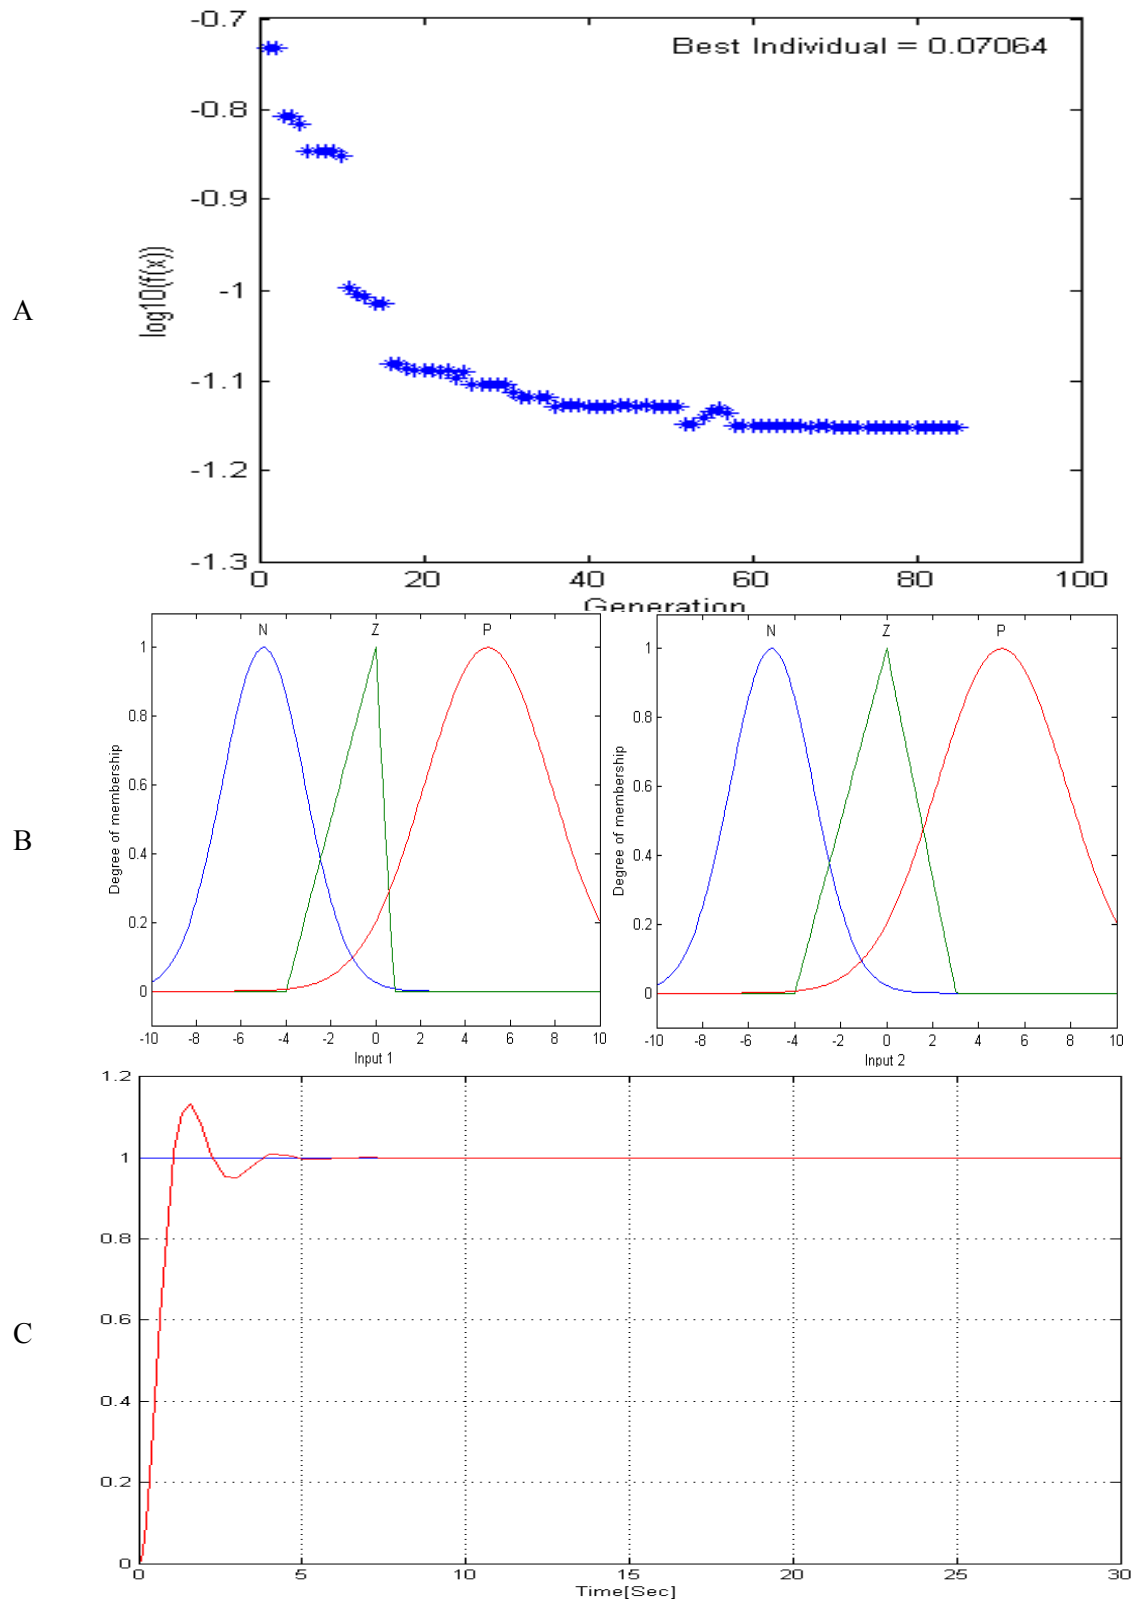 -0.7
Best Individual = 0.07064
-0.8
-0.9
log10(f(x))
A
-1
-1.1
-1.2
-1.3
0 20 40 60 80 100
Generation
N Z P
1
0.8
0.6
0.4
0.2
0
Degree of membership
-10 -8 -6 -4 -2 0 2 4 6 8 10
Input 1
N Z P
1
0.8
0.6
0.4
0.2
0
Degree of membership
-10 -8 -6 -4 -2 0 2 4 6 8 10
Input 2
B
1.2
1
0.8
0.6
C
0.4
0.2
0
0 5 10 15 20 25 30
Time[Sec]